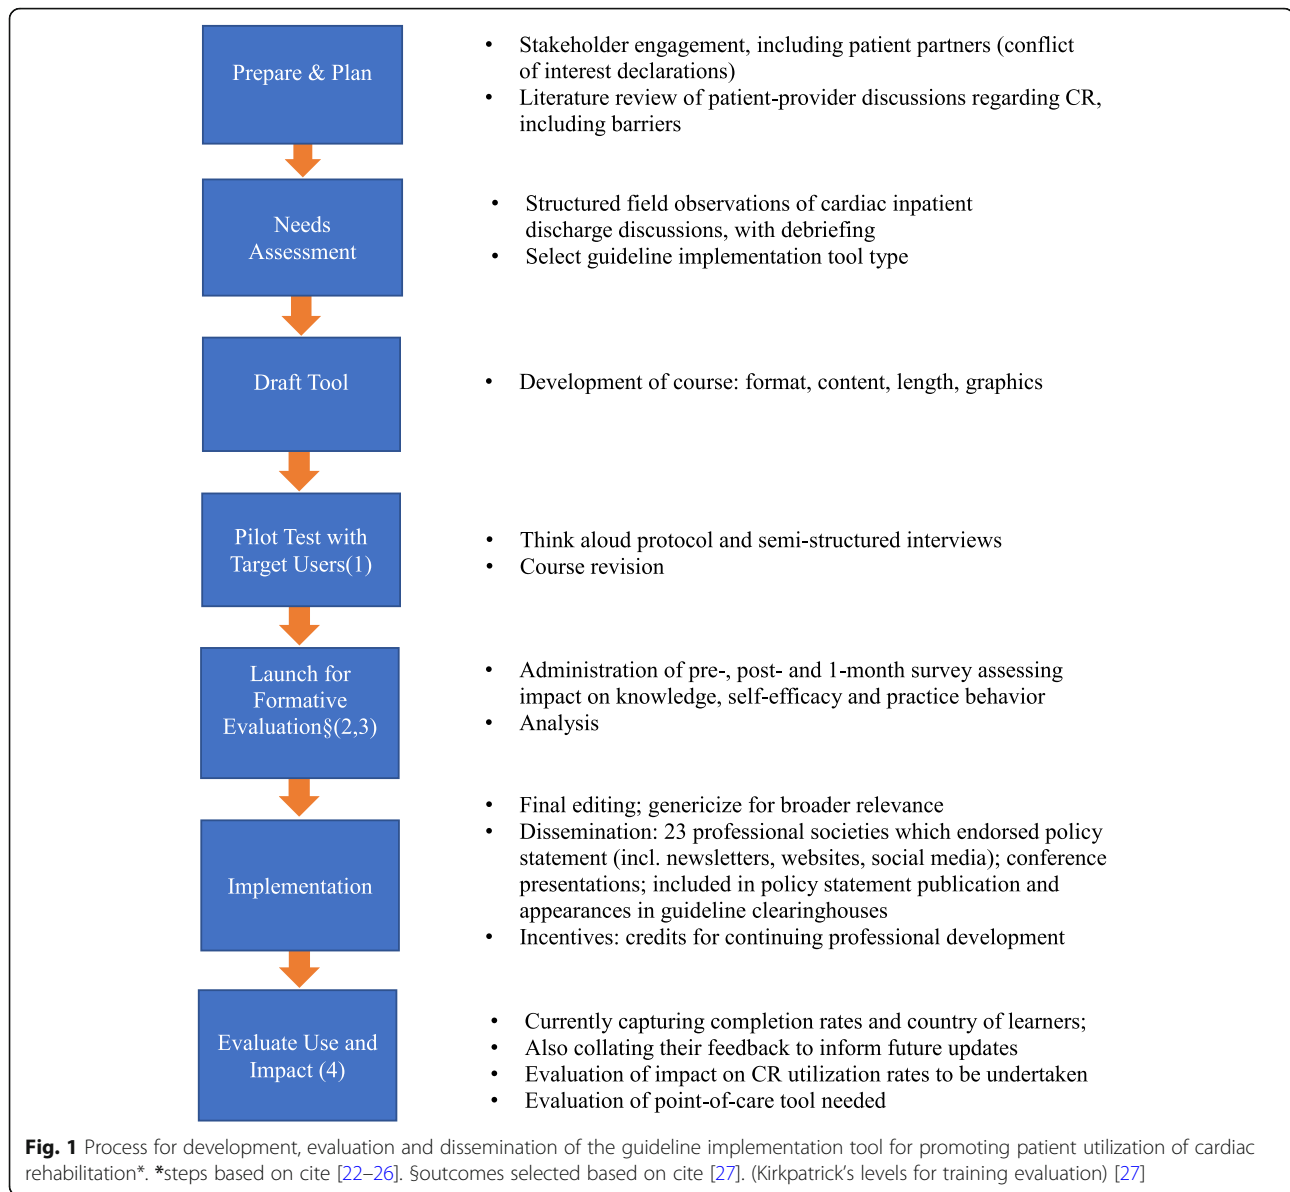 Prepare & Plan
• Stakeholder engagement, including patient partners (conflict
of interest declarations)
• Literature review of patient-provider discussions regarding CR,
including barriers
Needs
Assessment
• Structured field observations of cardiac inpatient
discharge discussions, with debriefing
• Select guideline implementation tool type
Draft Tool
• Development of course: format, content, length, graphics
Pilot Test with
Target Users(1)
• Think aloud protocol and semi-structured interviews
• Course revision
Launch for
Formative
Evaluation§(2,3)
• Administration of pre-, post- and 1-month survey assessing
impact on knowledge, self-efficacy and practice behavior
• Analysis
Implementation
• Final editing; genericize for broader relevance
• Dissemination: 23 professional societies which endorsed policy
statement (incl. newsletters, websites, social media); conference
presentations; included in policy statement publication and
appearances in guideline clearinghouses
• Incentives: credits for continuing professional development
Evaluate Use and
Impact (4)
• Currently capturing completion rates and country of learners;
• Also collating their feedback to inform future updates
• Evaluation of impact on CR utilization rates to be undertaken
• Evaluation of point-of-care tool needed
Fig. 1 Process for development, evaluation and dissemination of the guideline implementation tool for promoting patient utilization of cardiac
rehabilitation*. *steps based on cite [22–26]. §outcomes selected based on cite [27]. (Kirkpatrick's levels for training evaluation) [27]